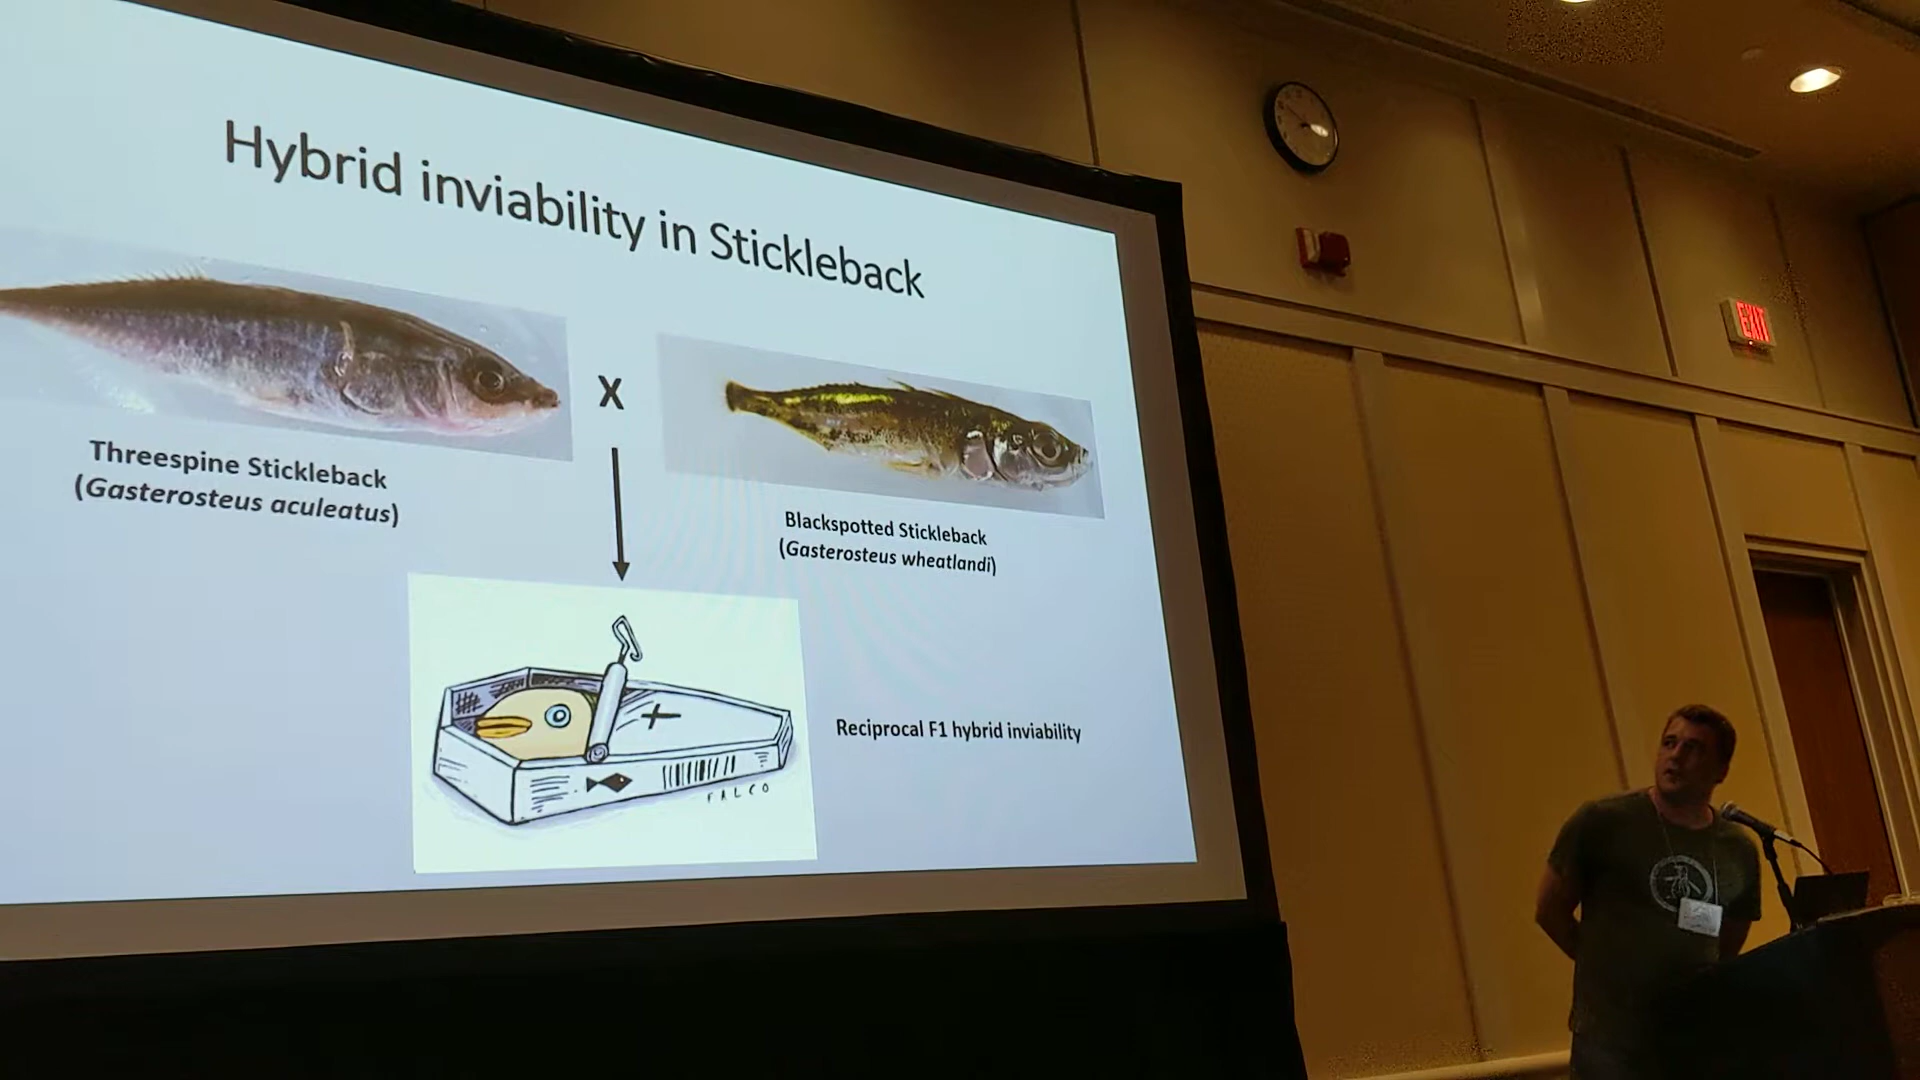 Hybrid inviability in Stickleback
X
Threespine Stickleback
(Gasterosteus aculeatus)
Blackspotted Stickleback
(Gasterosteus wheatlandi)
Reciprocal F1 hybrid inviability
FALCO
EXIT